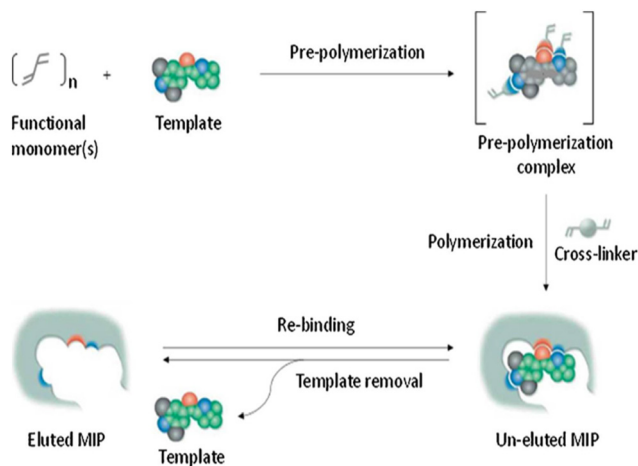 Pre-polymerization
n
+
Functional
monomer(s)
Template
Pre-polymerization
complex
Polymerization
Cross-linker
Re-binding
Template removal
Eluted MIP
Template
Un-eluted MIP